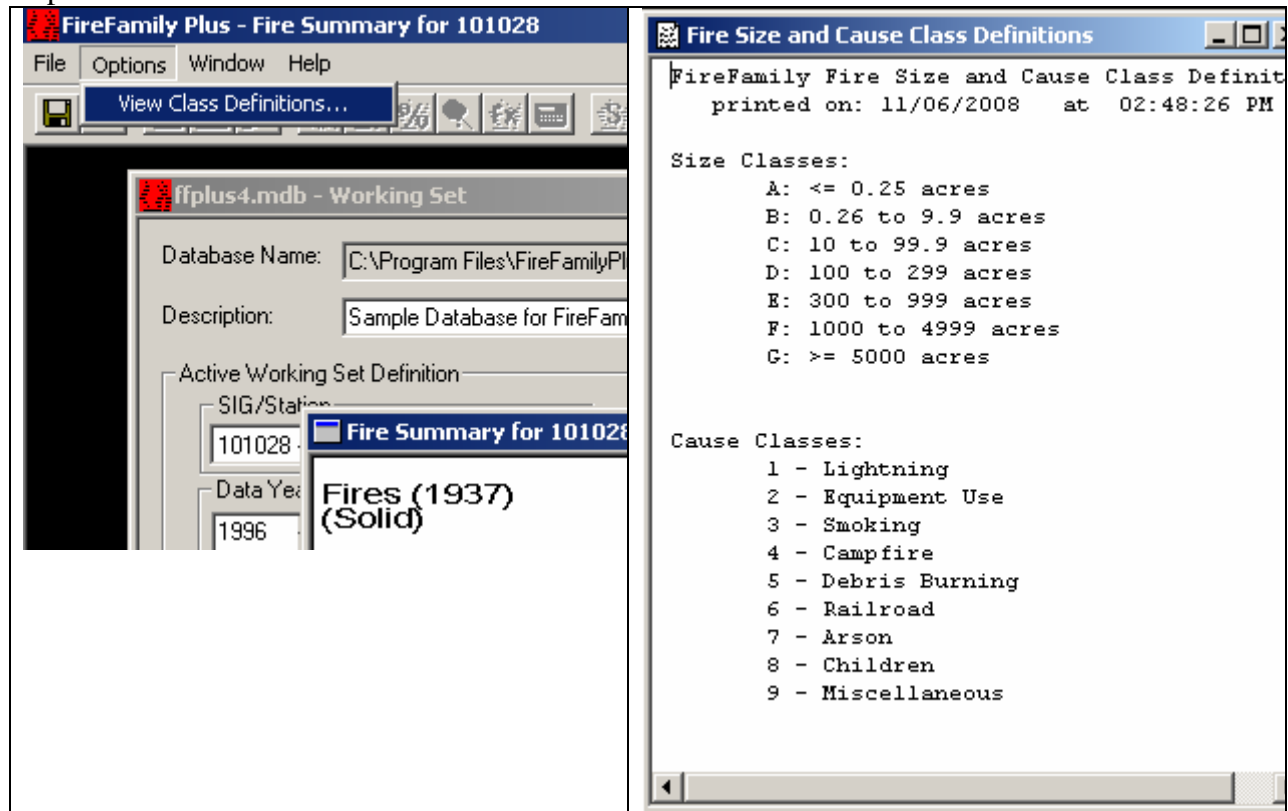 FireFamily Plus - Fire Summary for 101028
File Options Window Help
View Class Definitions...
ffplus4.mdb - Working Set
Database Name: C:\Program Files\FireFamilyPl
Description: Sample Database for FireFam
Active Working Set Definition
SIG/Station
101028 -
Fire Summary for 101028
Data Yea
1996
Fires (1937)
(Solid)
Fire Size and Cause Class Definitions
FireFamily Fire Size and Cause Class Definit
printed on: 11/06/2008 at 02:48:26 PM
Size Classes:
A: <= 0.25 acres
B: 0.26 to 9.9 acres
C: 10 to 99.9 acres
D: 100 to 299 acres
E: 300 to 999 acres
F: 1000 to 4999 acres
G: >= 5000 acres
Cause Classes:
1 - Lightning
2 - Equipment Use
3 - Smoking
4 - Campfire
5 - Debris Burning
6 - Railroad
7 - Arson
8 - Children
9 - Miscellaneous